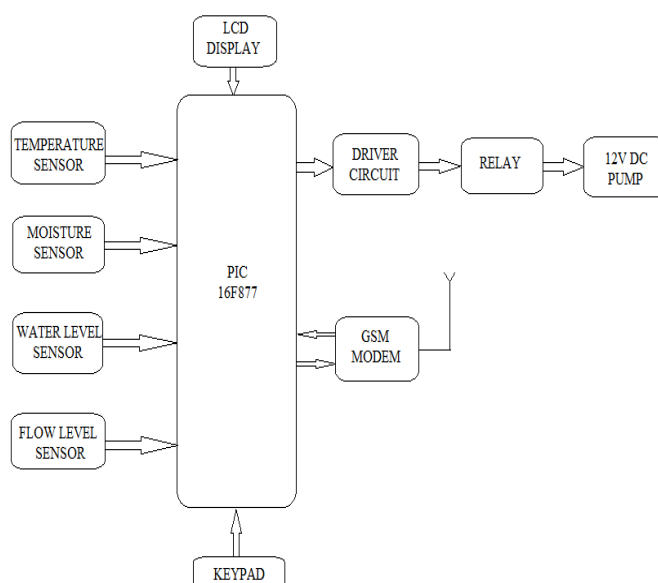 LCD
DISPLAY
TEMPERATURE
SENSOR
DRIVER
CIRCUIT
RELAY
12V DC
PUMP
MOISTURE
SENSOR
PIC
16F877
WATER LEVEL
SENSOR
GSM
MODEM
FLOW LEVEL
SENSOR
KEYPAD